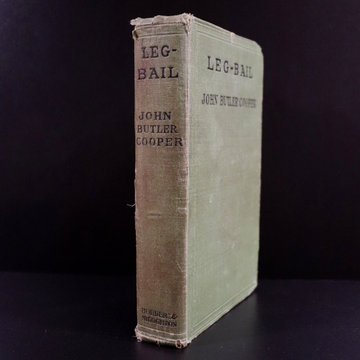 LEG-
BAIL
JOHN
BUTLER
COOPER
HODDER &
STOUGHTON
LEG-BAIL
JOHN BUTLER COOPER